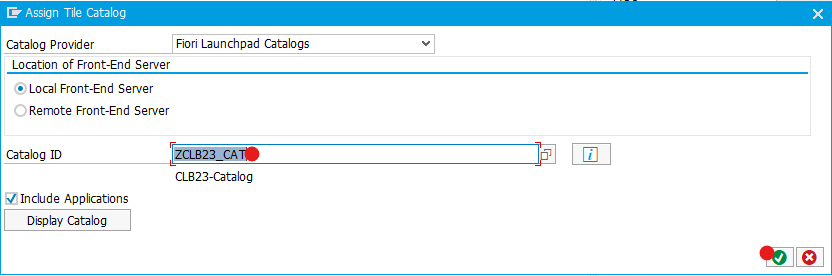 Assign Tile Catalog
Catalog Provider Fiori Launchpad Catalogs
Location of Front-End Server
Local Front-End Server
Remote Front-End Server
Catalog ID ZCLB23_CAT
CLB23-Catalog
Include Applications
Display Catalog